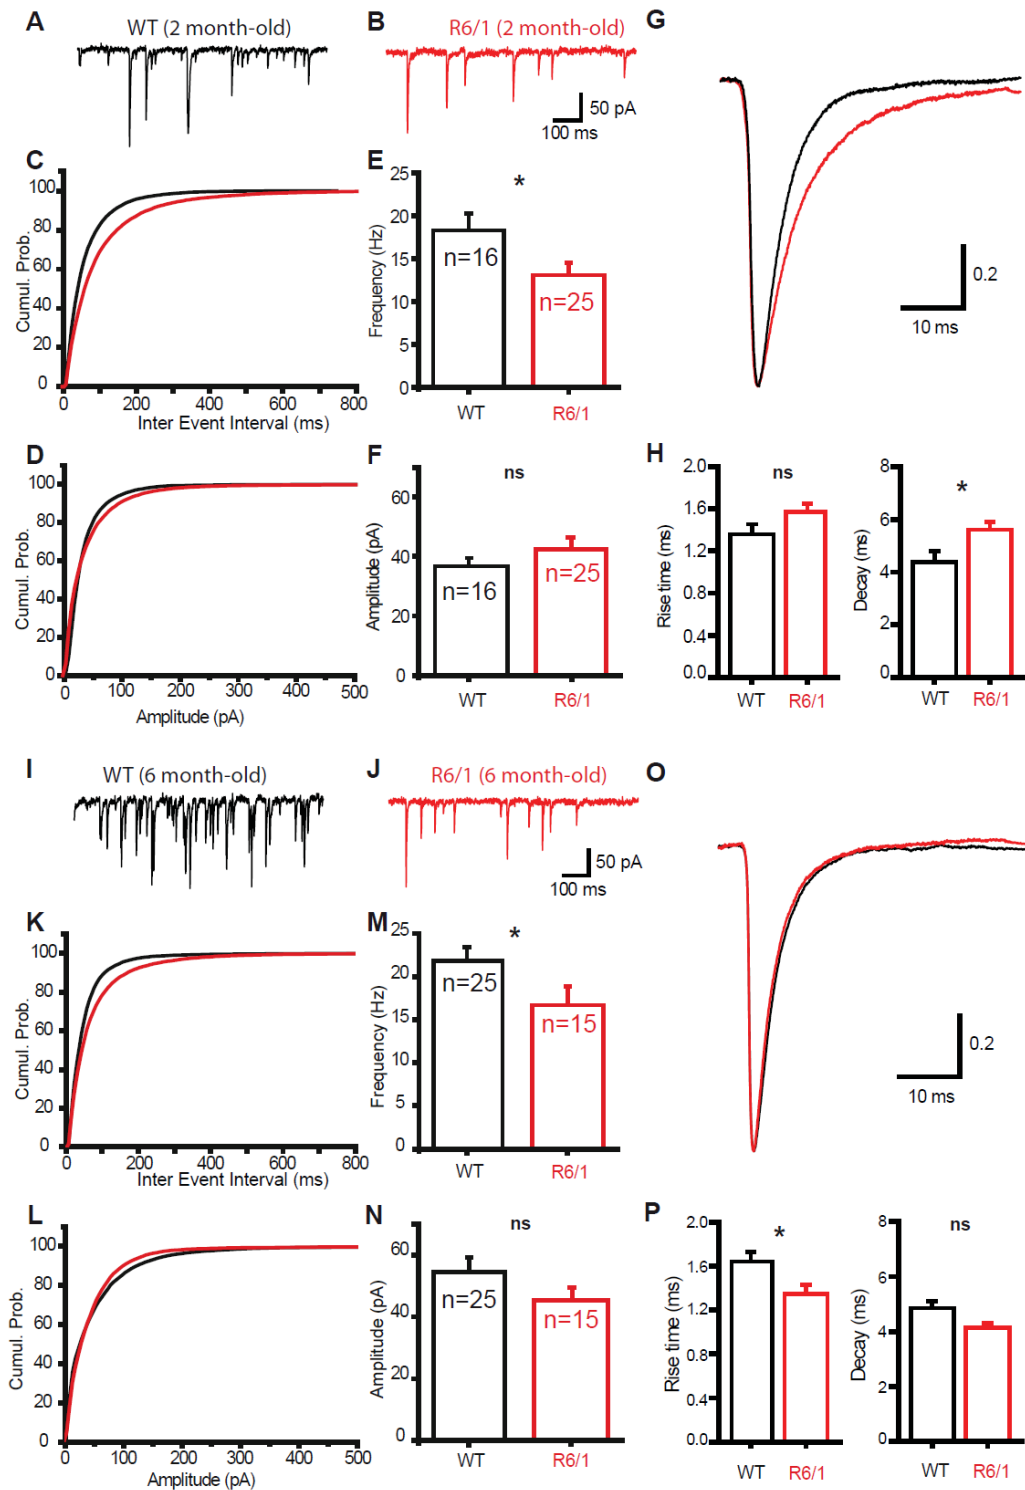 A
WT (2 month-old)
B
R6/1 (2 month-old)
50 pA
100 ms
G
0.2
10 ms
C
Cumul. Prob.
100
80
60
40
20
0
0 200 400 600 800
Inter Event Interval (ms)
E
Frequency (Hz)
25
20
15
10
5
0
*
n=16
n=25
WT R6/1
D
Cumul. Prob.
100
80
60
40
20
0
0 100 200 300 400 500
Amplitude (pA)
F
Amplitude (pA)
60
40
20
0
ns
n=16
n=25
WT R6/1
H
Rise time (ms)
2.0
1.6
1.2
0.8
0.4
0.0
ns
WT R6/1
Decay (ms)
8
6
4
2
0
*
WT R6/1
I
WT (6 month-old)
J
R6/1 (6 month-old)
50 pA
100 ms
O
0.2
10 ms
K
Cumul. Prob.
100
80
60
40
20
0
0 200 400 600 800
Inter Event Interval (ms)
M
Frequency (Hz)
25
20
15
10
5
0
*
n=25
n=15
WT R6/1
L
Cumul. Prob.
100
80
60
40
20
0
0 100 200 300 400 500
Amplitude (pA)
N
Amplitude (pA)
60
40
20
0
ns
n=25
n=15
WT R6/1
P
Rise time (ms)
2.0
1.6
1.2
0.8
0.4
0.0
*
WT R6/1
Decay (ms)
8
6
4
2
0
ns
WT R6/1